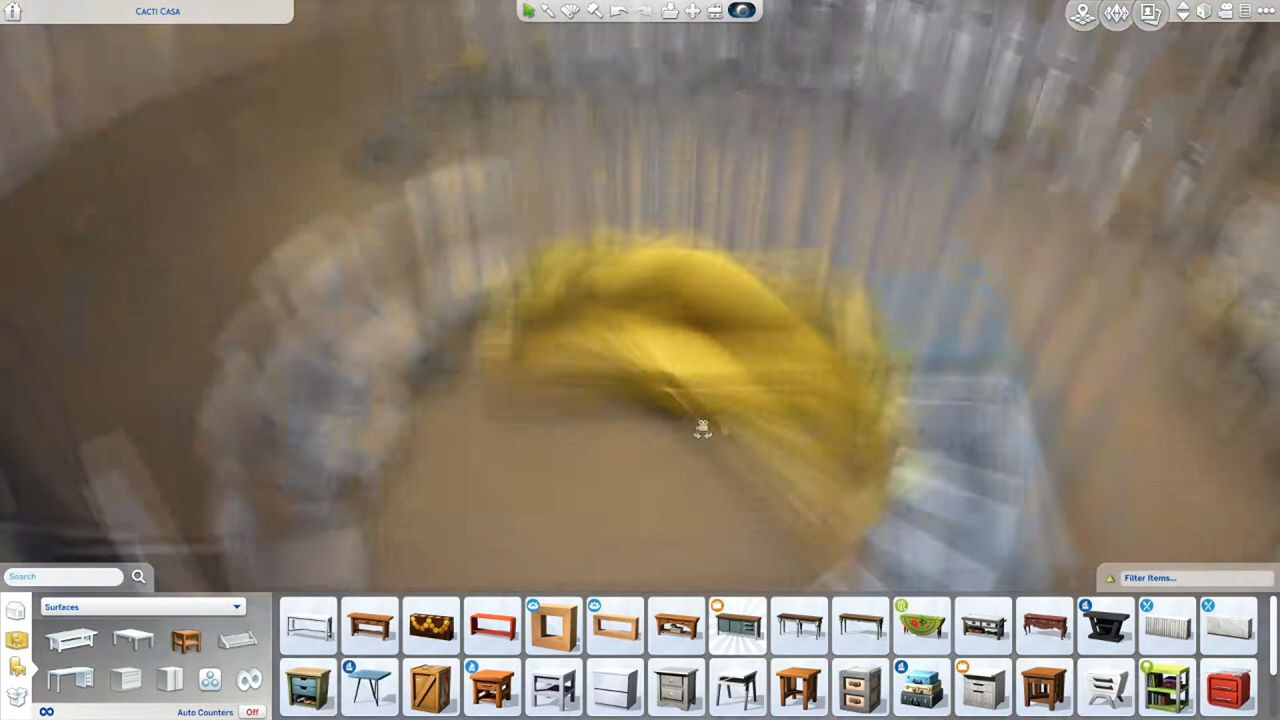 CACTI CASA
Search
Filter Items...
Surfaces
Auto Counters
Off